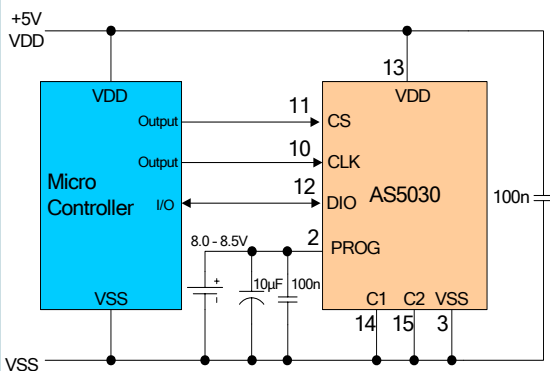 +5V
VDD
13
VDD
VDD
Output
11
CS
Output
10
CLK
Micro
Controller
I/O
12
DIO
AS5030
100n
8.0 - 8.5V
2
PROG
+
-
10µF
100n
VSS
C1
C2
VSS
14
15
3
VSS